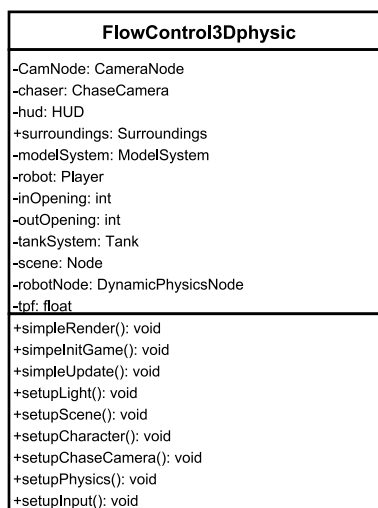 FlowControl3Dphysic
-CamNode: CameraNode
-chaser: ChaseCamera
-hud: HUD
+surroundings: Surroundings
-modelSystem: ModelSystem
-robot: Player
-inOpening: int
-outOpening: int
-tankSystem: Tank
-scene: Node
-robotNode: DynamicPhysicsNode
-tpf: float
+simpleRender(): void
+simpeInitGame(): void
+simpleUpdate(): void
+setupLight(): void
+setupScene(): void
+setupCharacter(): void
+setupChaseCamera(): void
+setupPhysics(): void
+setupInput(): void